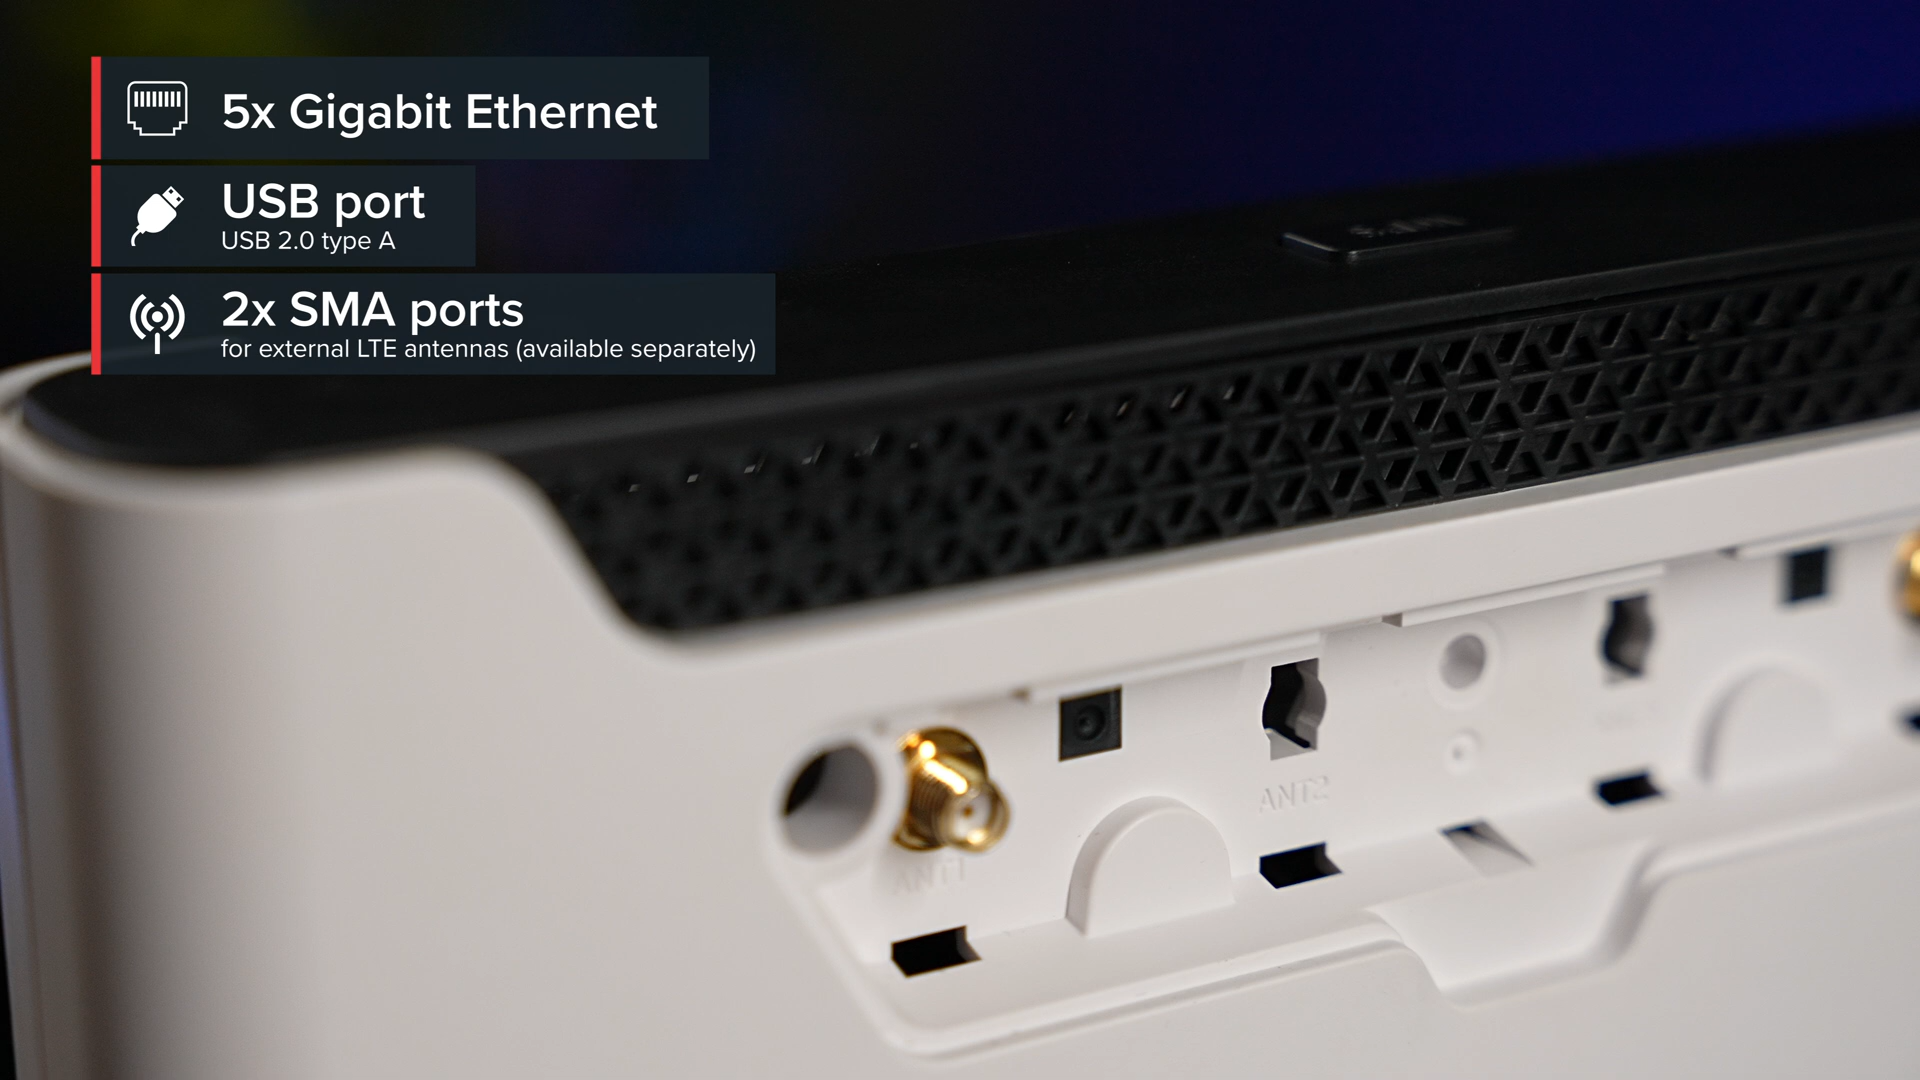 5x Gigabit Ethernet
USB port
USB 2.0 type A
2x SMA ports
for external LTE antennas (available separately)
ANT2
ANT1